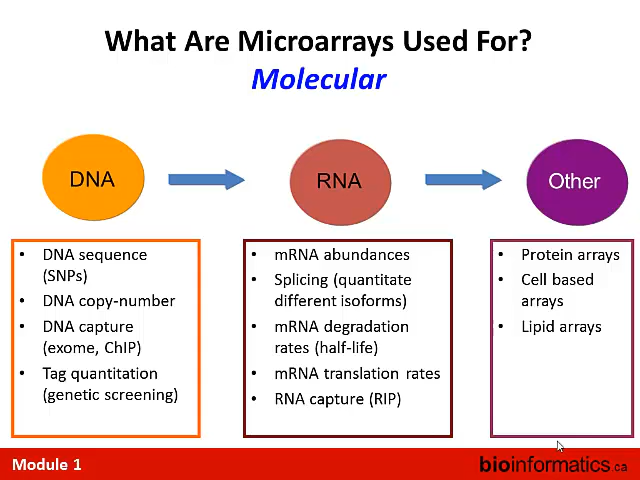 What Are Microarrays Used For?
Molecular
DNA
RNA
Other
• DNA sequence
(SNPs)
• DNA copy-number
• DNA capture
(exome, ChIP)
• Tag quantitation
(genetic screening)
• mRNA abundances
• Splicing (quantitate
different isoforms)
• mRNA degradation
rates (half-life)
• mRNA translation rates
• RNA capture (RIP)
• Protein arrays
• Cell based
arrays
• Lipid arrays
Module 1
bioinformatics.ca